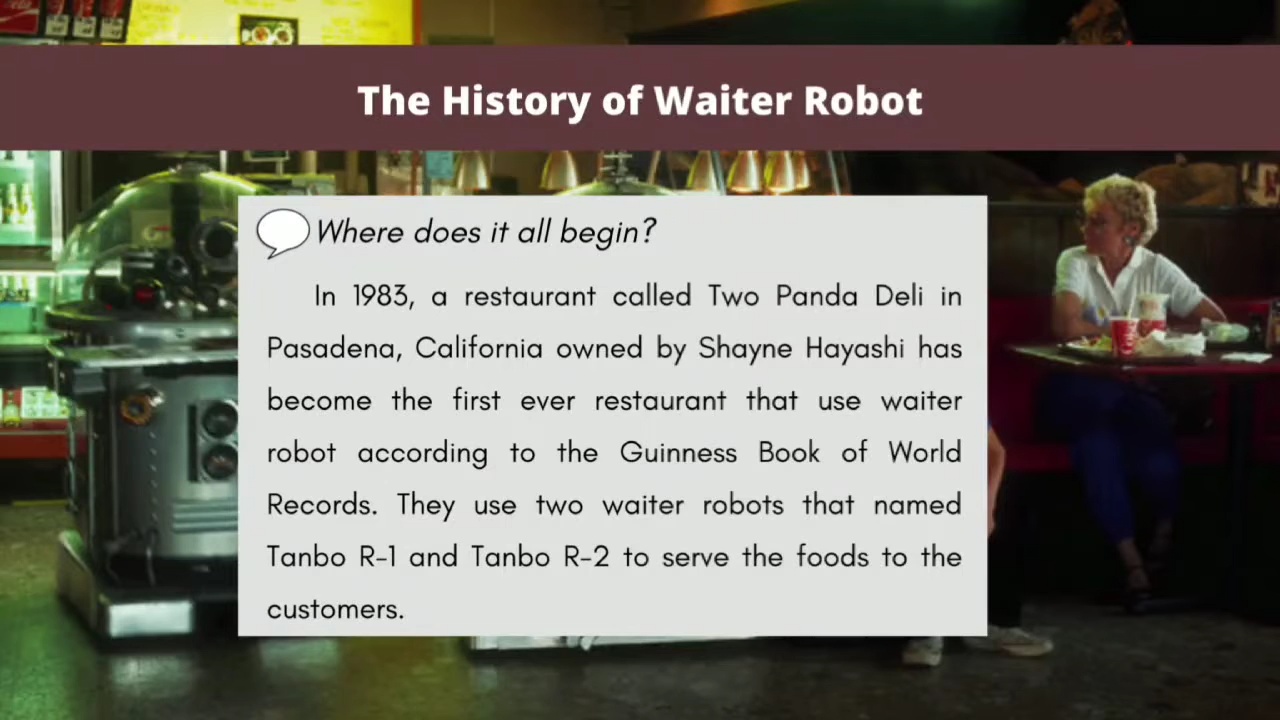 The History of Waiter Robot
Where does it all begin?
In 1983, a restaurant called Two Panda Deli in
Pasadena, California owned by Shayne Hayashi has
become the first ever restaurant that use waiter
robot according to the Guinness Book of World
Records. They use two waiter robots that named
Tanbo R-1 and Tanbo R-2 to serve the foods to the
customers.